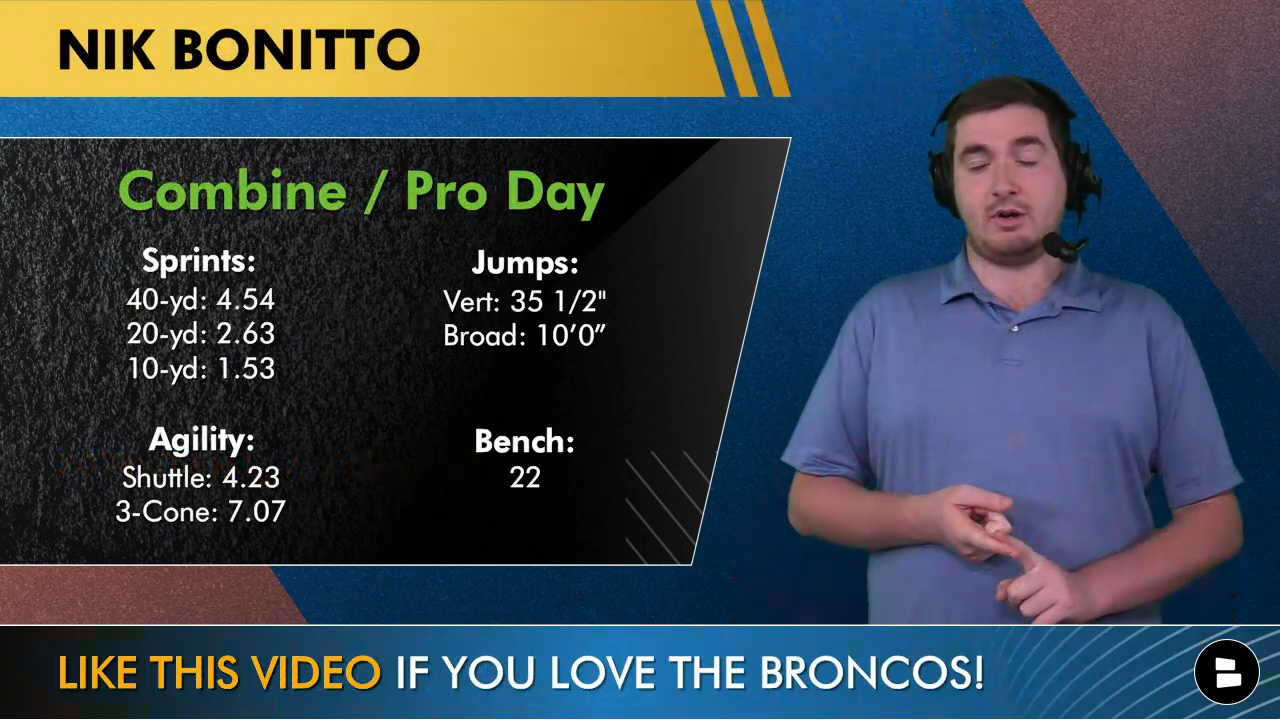 NIK BONITTO
Combine / Pro Day
Sprints:
40-yd: 4.54
20-yd: 2.63
10-yd: 1.53
Jumps:
Vert: 35 1/2"
Broad: 10’0”
Agility:
Shuttle: 4.23
3-Cone: 7.07
Bench:
22
LIKE THIS VIDEO IF YOU LOVE THE BRONCOS!